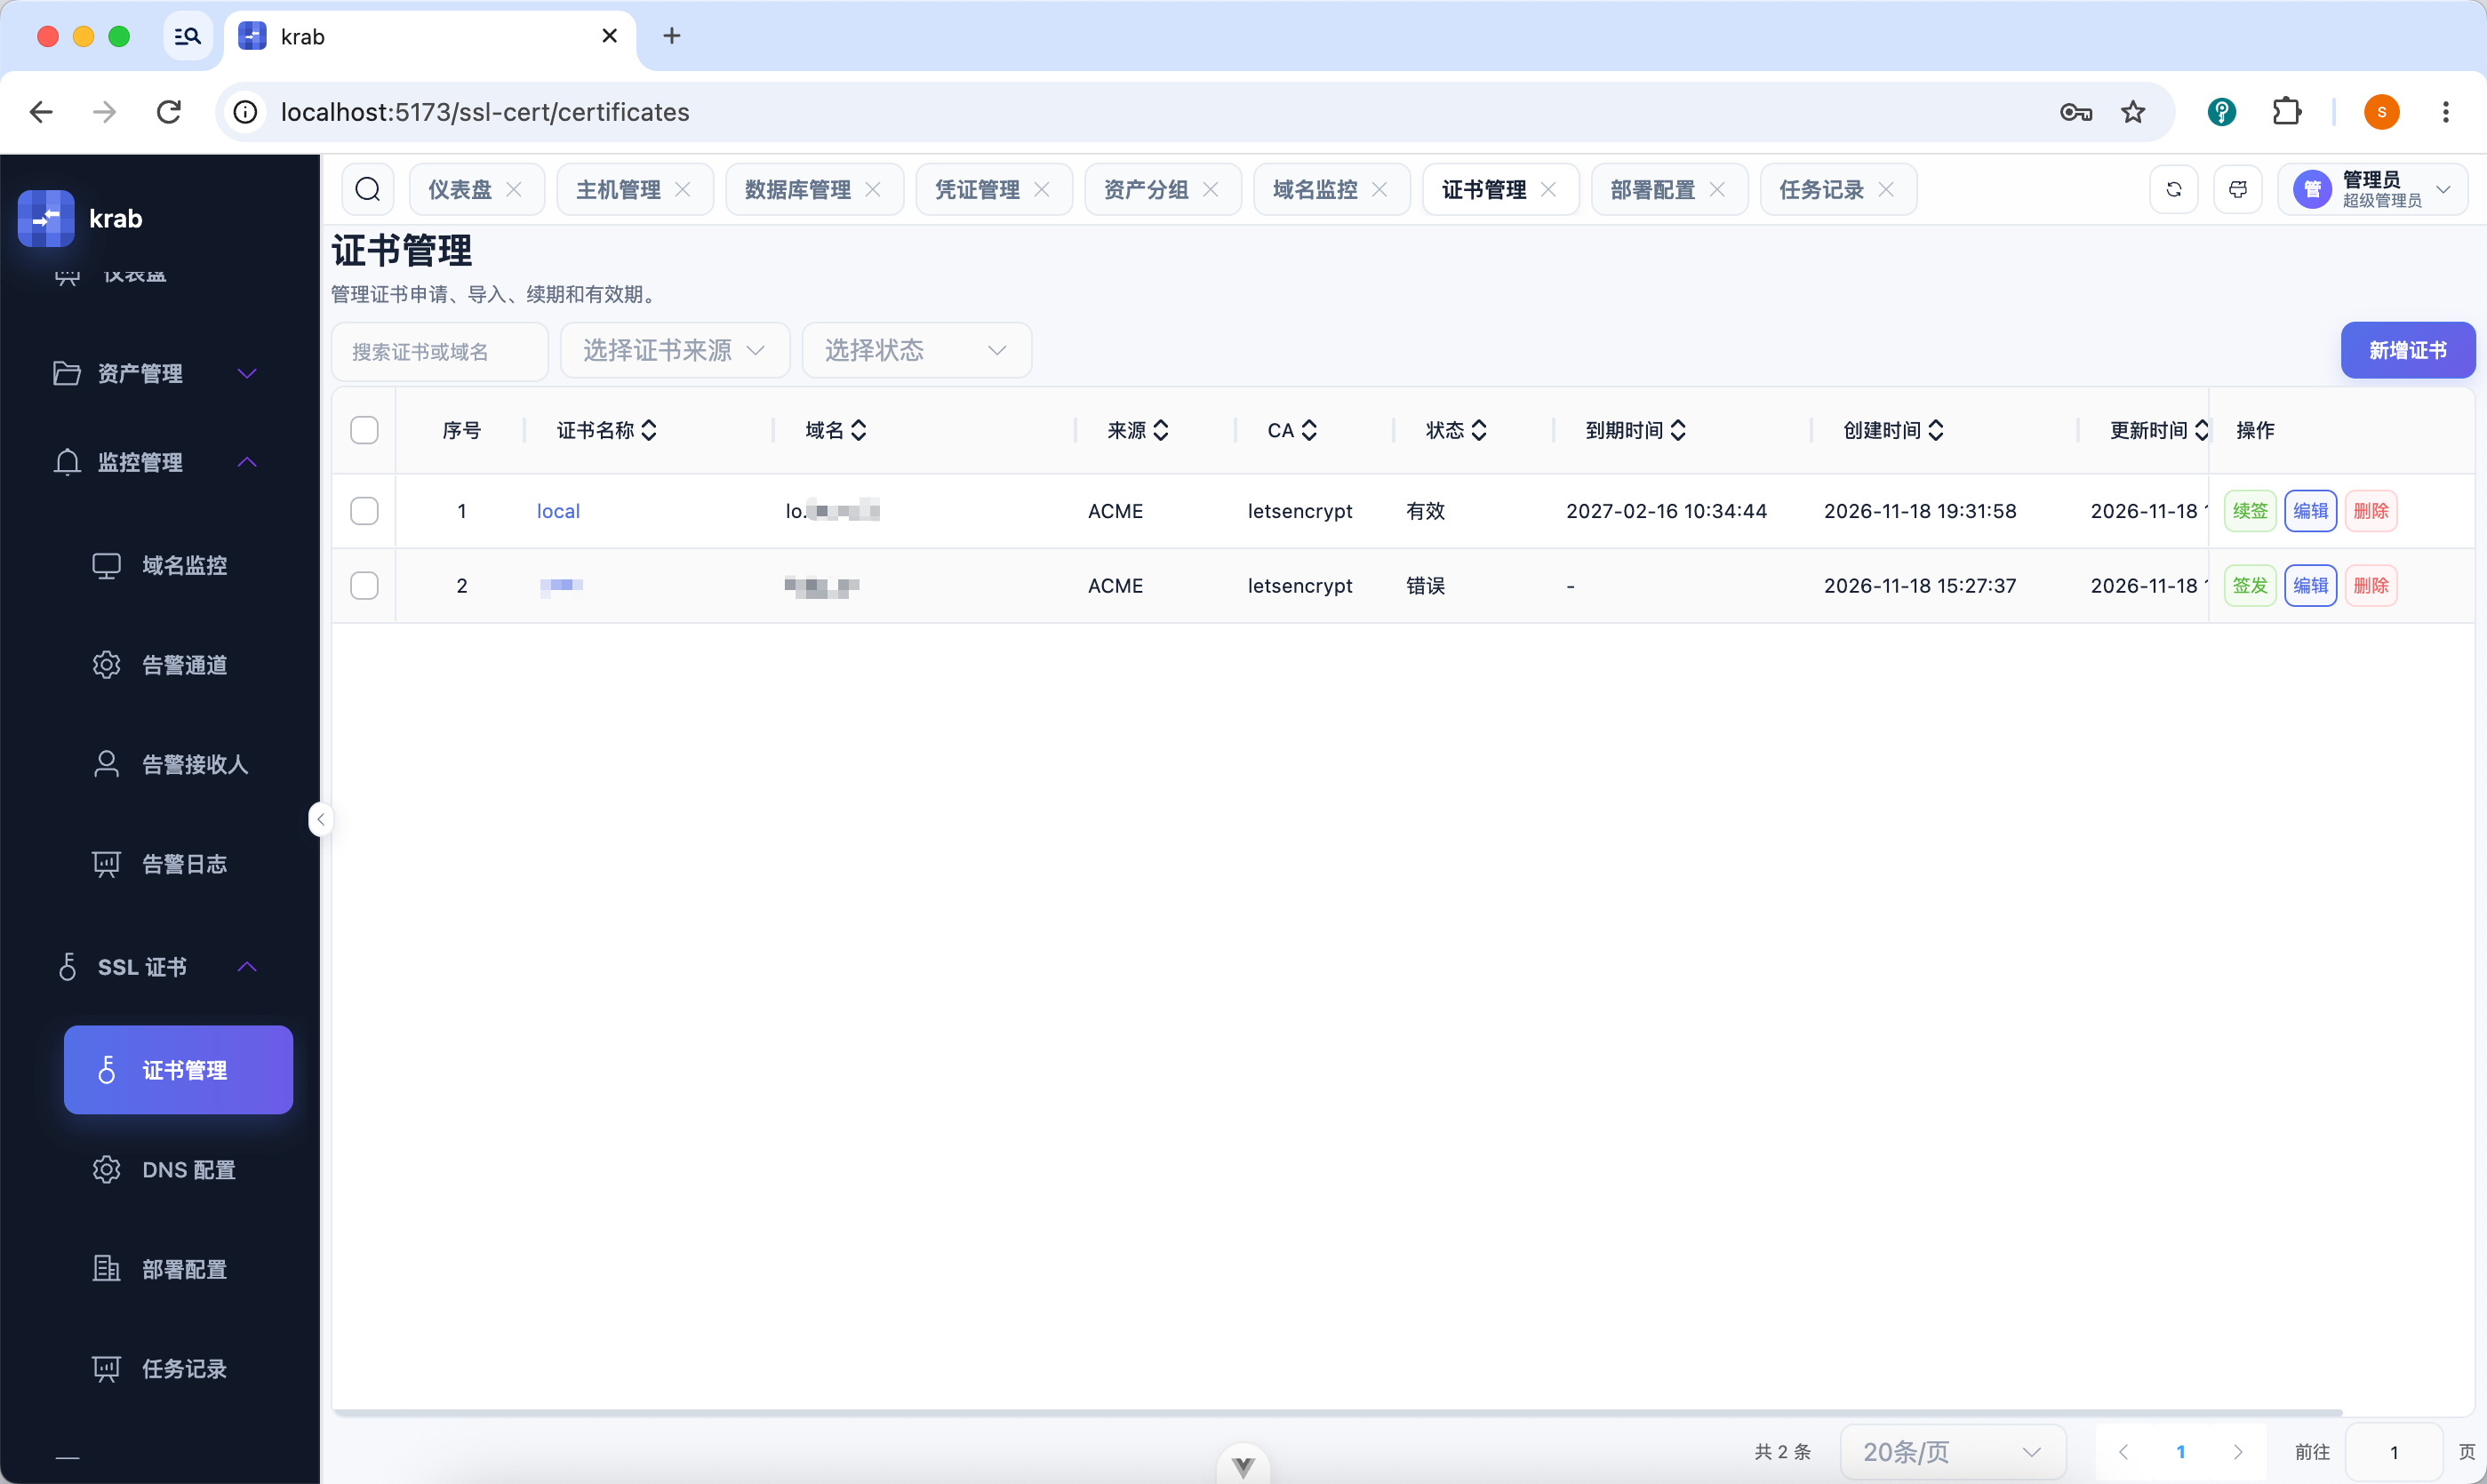 krab
localhost:5173/ssl-cert/certificates
S
krab
仪表盘
资产管理
监控管理
域名监控
告警通道
告警接收人
告警日志
SSL 证书
证书管理
DNS 配置
部署配置
任务记录
仪表盘 主机管理 数据库管理 凭证管理 资产分组 域名监控 证书管理 部署配置 任务记录
管 管理员
超级管理员
证书管理
管理证书申请、导入、续期和有效期。
搜索证书或域名 选择证书来源 选择状态 新增证书
序号 证书名称 域名 来源 CA 状态 到期时间 创建时间 更新时间 操作
1 local lo. ACME letsencrypt 有效 2027-02-16 10:34:44 2026-11-18 19:31:58 2026-11-18 续签 编辑 删除
2 ACME letsencrypt 错误 - 2026-11-18 15:27:37 2026-11-18 签发 编辑 删除
共 2 条 20条/页 1 前往 1 页